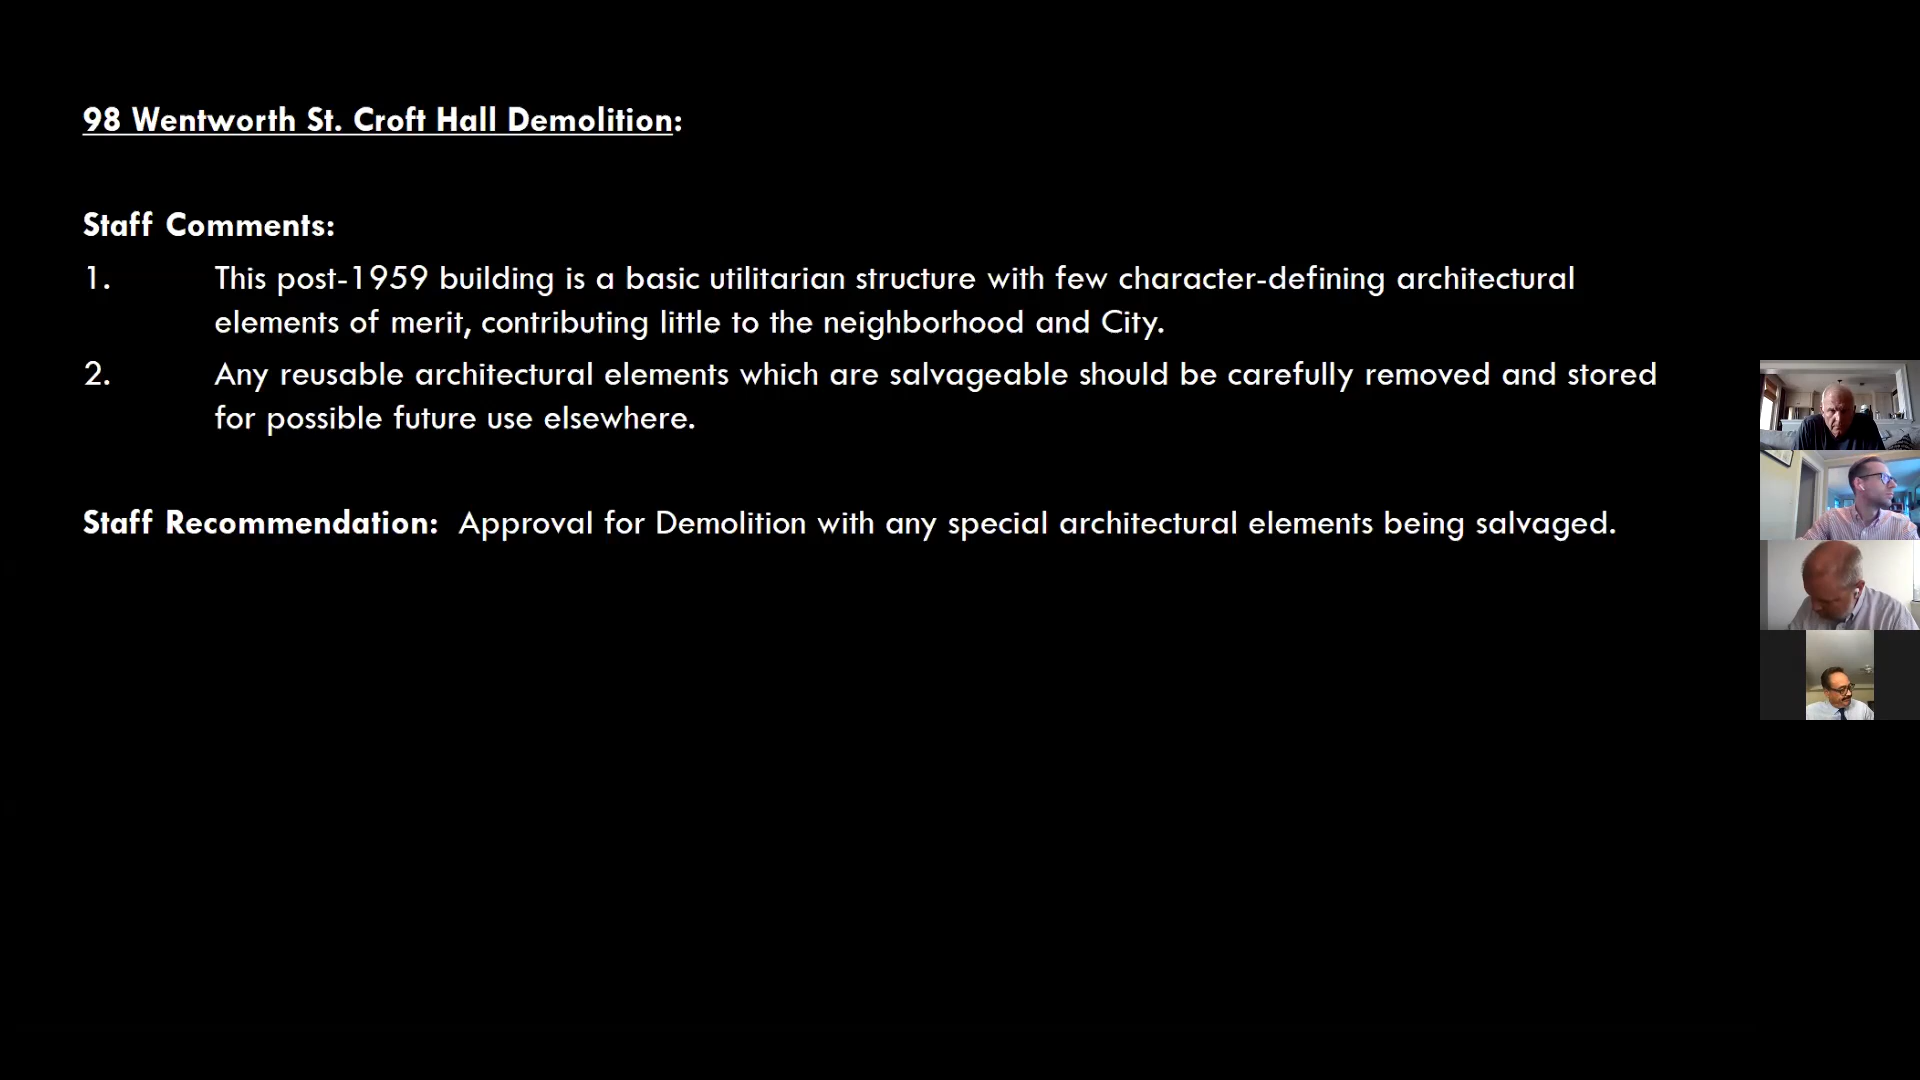 98 Wentworth St. Croft Hall Demolition:
Staff Comments:
1. This post-1959 building is a basic utilitarian structure with few character-defining architectural
elements of merit, contributing little to the neighborhood and City.
2. Any reusable architectural elements which are salvageable should be carefully removed and stored
for possible future use elsewhere.
Staff Recommendation: Approval for Demolition with any special architectural elements being salvaged.